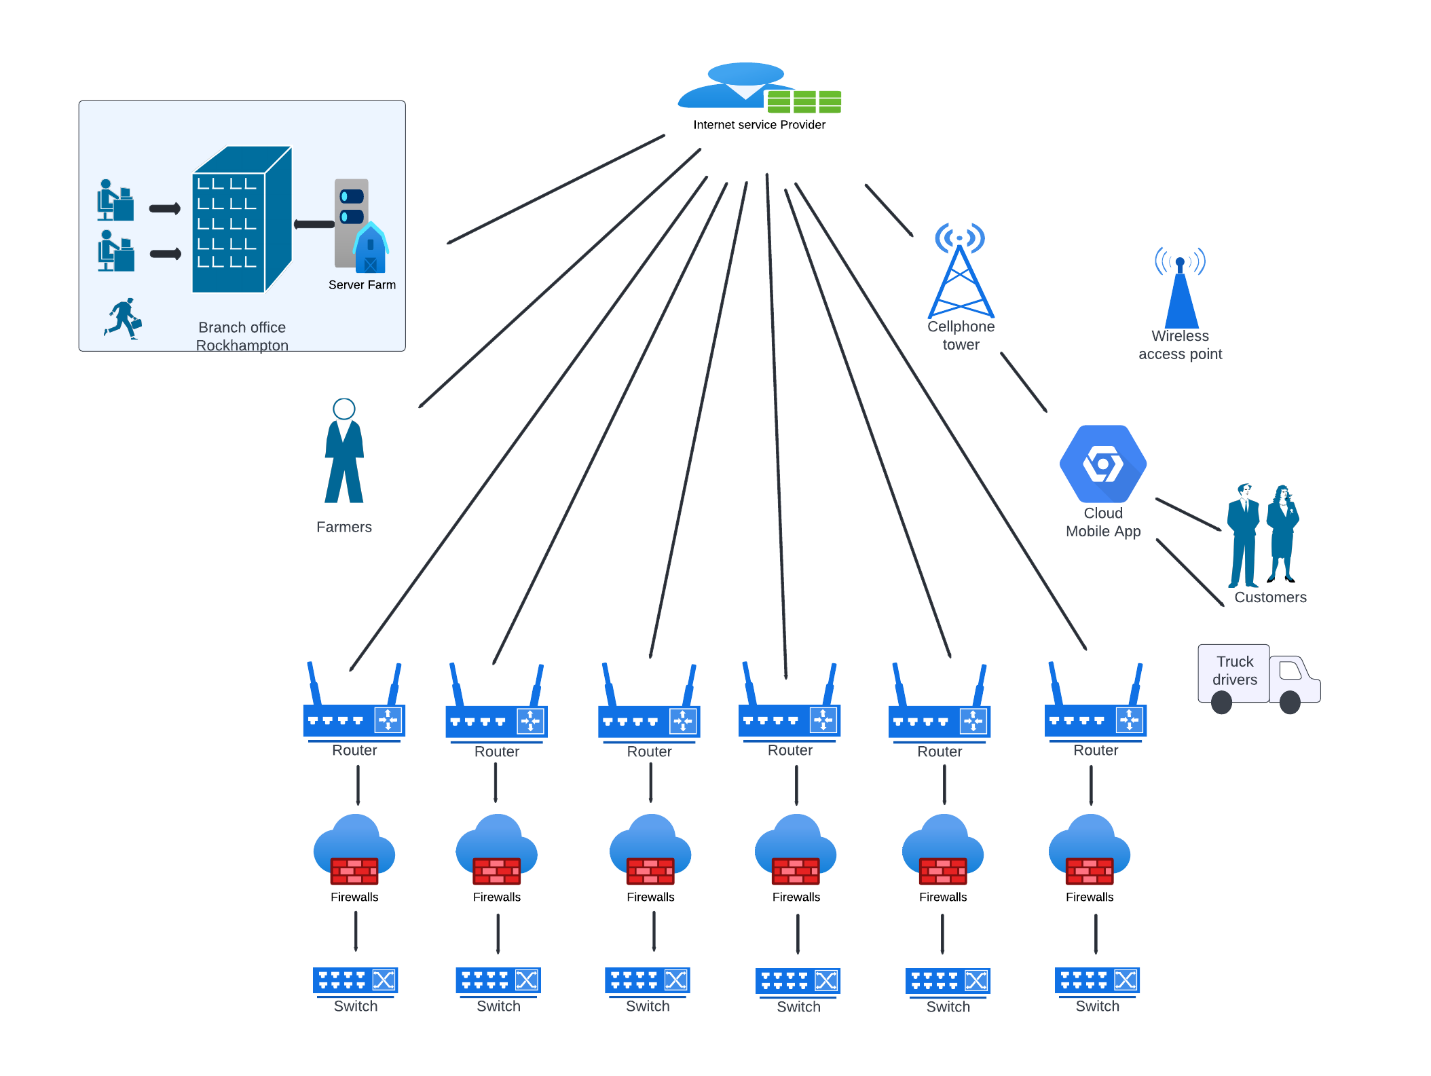 Internet service Provider
Server Farm
Branch office
Rockhampton
Cellphone
tower
Wireless
access point
Farmers
Cloud
Mobile App
Customers
Truck
drivers
Router
Router
Router
Router
Router
Router
Firewalls
Firewalls
Firewalls
Firewalls
Firewalls
Firewalls
Switch
Switch
Switch
Switch
Switch
Switch